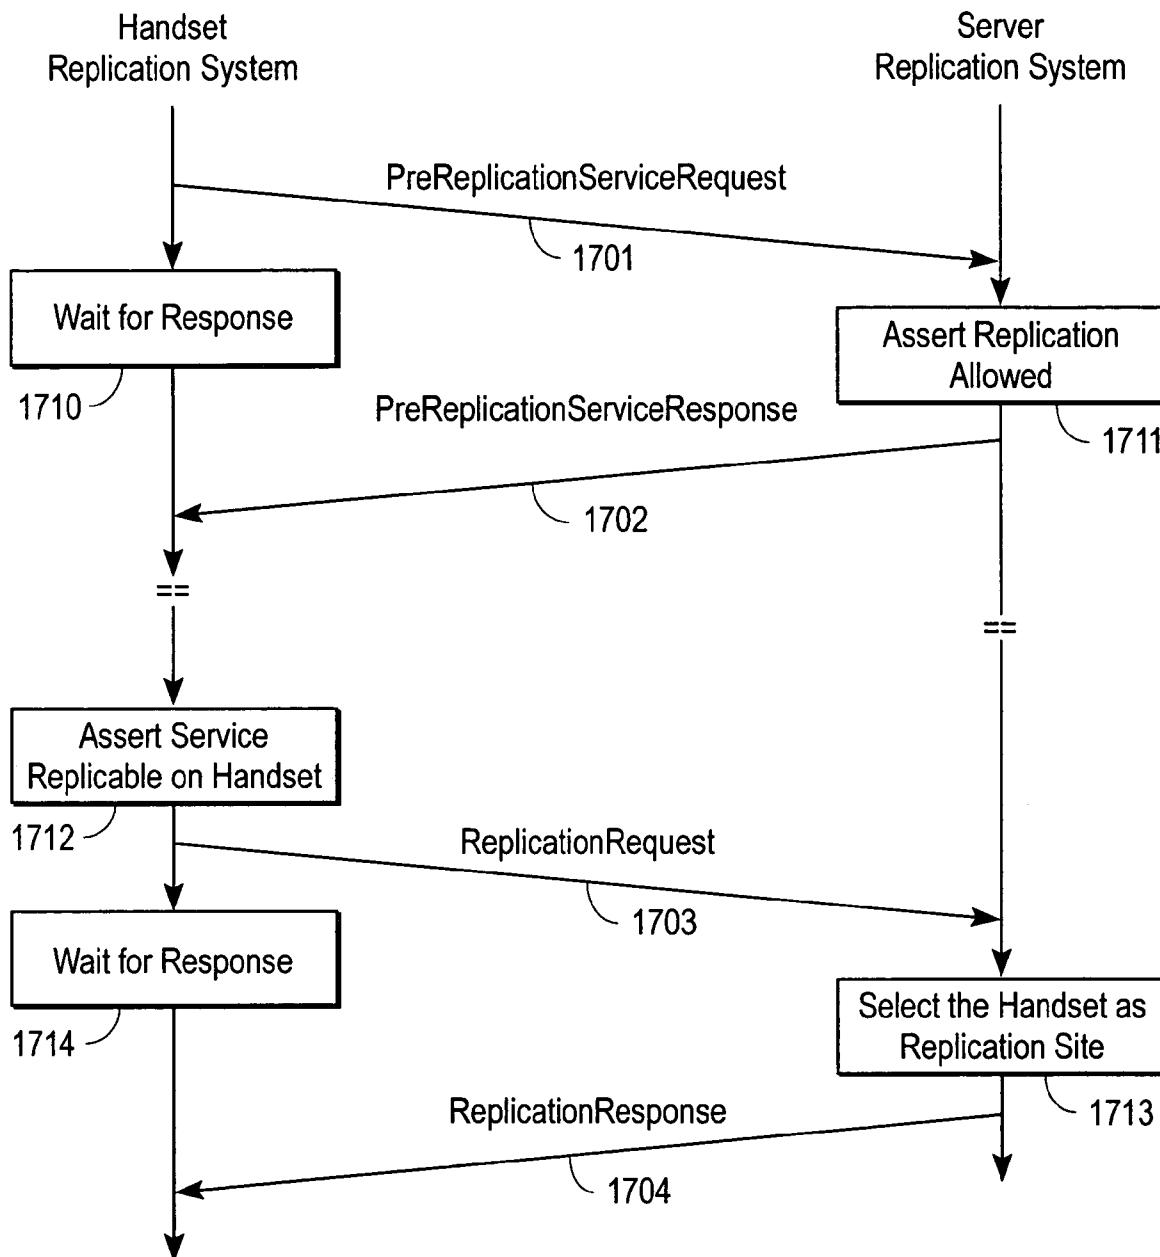 Handset
Replication System
Server
Replication System
PreReplicationServiceRequest
1701
Wait for Response
1710
Assert Replication
Allowed
1711
PreReplicationServiceResponse
1702
==
==
Assert Service
Replicable on Handset
1712
ReplicationRequest
1703
Wait for Response
1714
Select the Handset as
Replication Site
1713
ReplicationResponse
1704